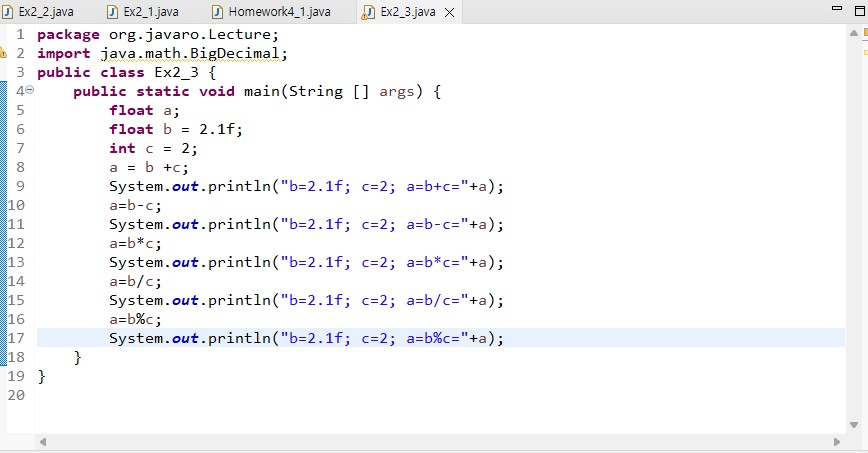 Ex2_2.java Ex2_1.java Homework4_1.java Ex2_3.java
1 package org.javaro.Lecture;
2 import java.math.BigDecimal;
3 public class Ex2_3 {
4 public static void main(String [] args) {
5 float a;
6 float b = 2.1f;
7 int c = 2;
8 a = b +c;
9 System.out.println("b=2.1f; c=2; a=b+c="+a);
10 a=b-c;
11 System.out.println("b=2.1f; c=2; a=b-c="+a);
12 a=b*c;
13 System.out.println("b=2.1f; c=2; a=b*c="+a);
14 a=b/c;
15 System.out.println("b=2.1f; c=2; a=b/c="+a);
16 a=b%c;
17 System.out.println("b=2.1f; c=2; a=b%c="+a);
18 }
19 }
20